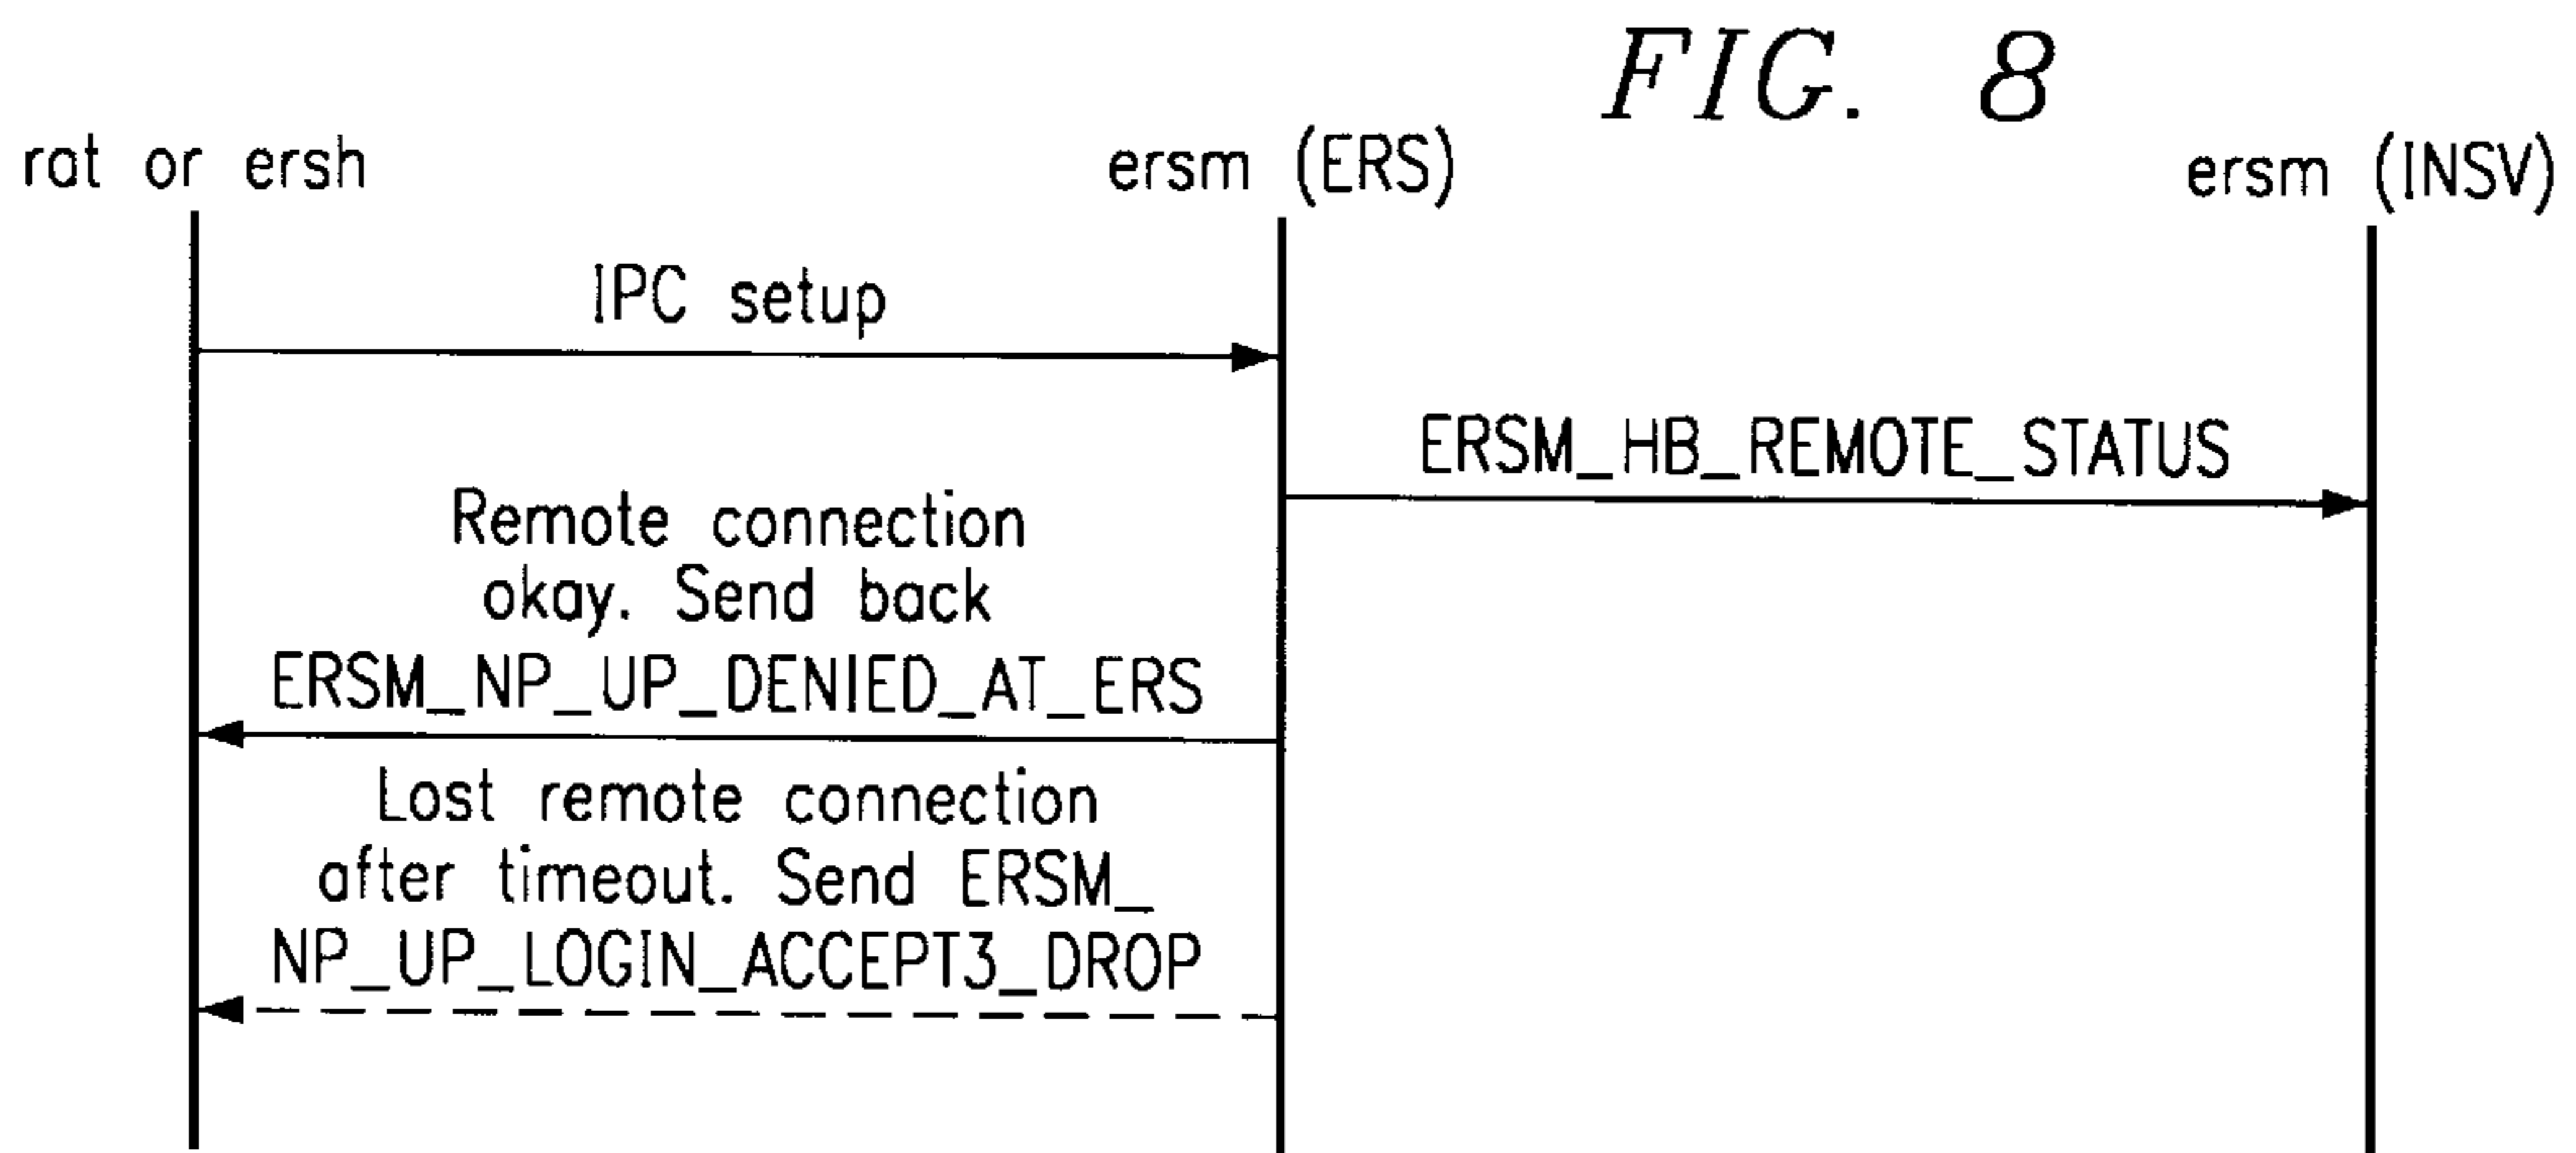 FIG. 8
rat or ersh
ersm (ERS)
ersm (INSV)
IPC setup
ERSM_HB_REMOTE_STATUS
Remote connection
okay. Send back
ERSM_NP_UP_DENIED_AT_ERS
Lost remote connection
after timeout. Send ERSM_
NP_UP_LOGIN_ACCEPT3_DROP